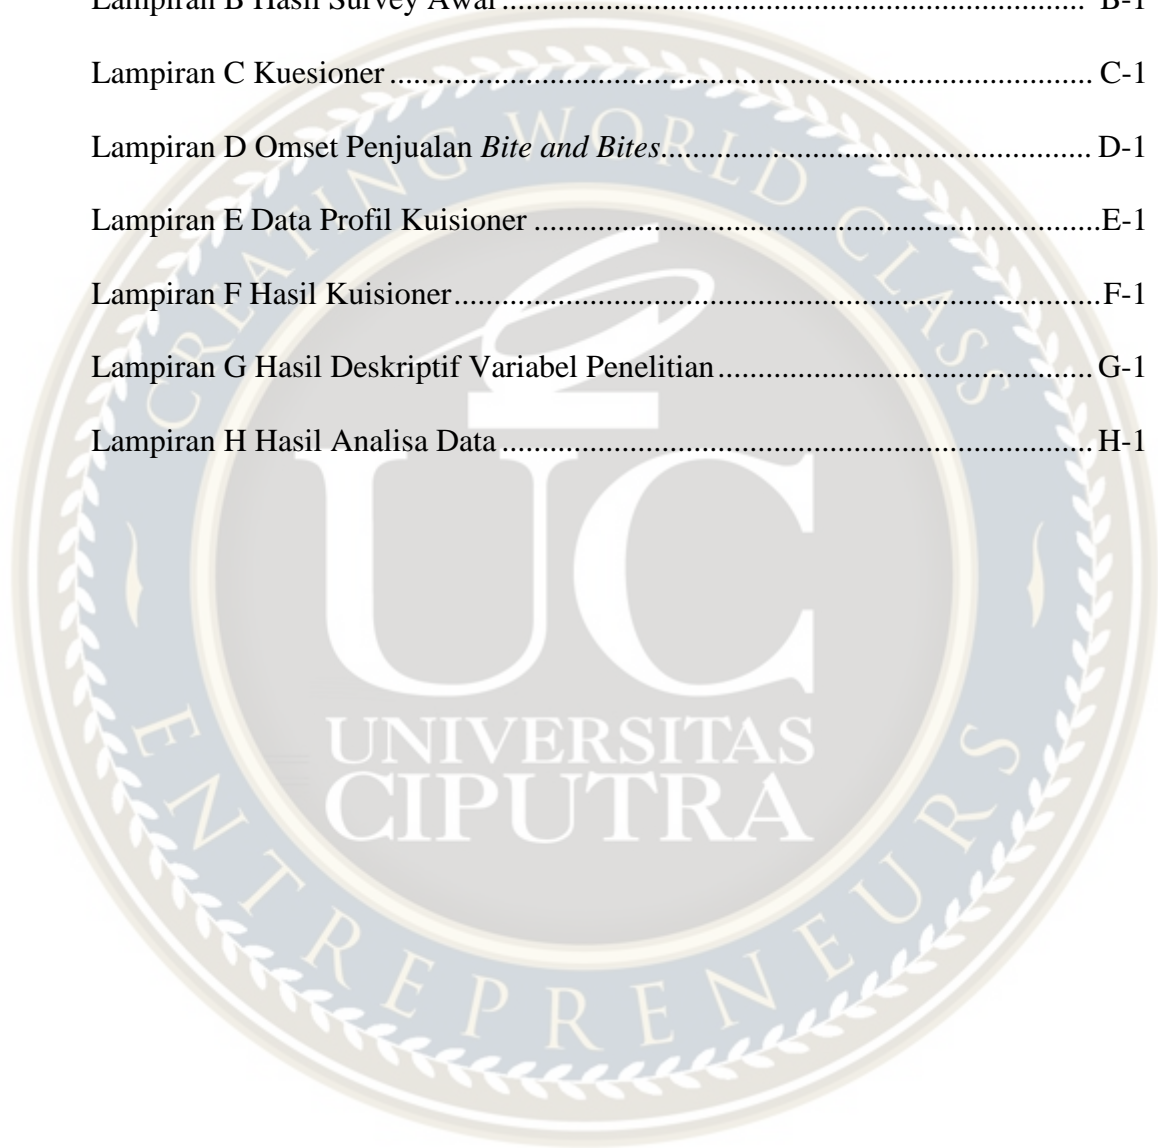 Lampiran B Hasil Survey Awal ........................................................................ B-1
Lampiran C Kuesioner ...................................................................................... C-1
Lampiran D Omset Penjualan Bite and Bites..................................................... D-1
Lampiran E Data Profil Kuisioner .....................................................................E-1
Lampiran F Hasil Kuisioner...............................................................................F-1
Lampiran G Hasil Deskriptif Variabel Penelitian .............................................. G-1
Lampiran H Hasil Analisa Data ......................................................................... H-1
CREATING WORLD CLASS
UC
UNIVERSITAS
CIPUTRA
ENTREPRENEURS